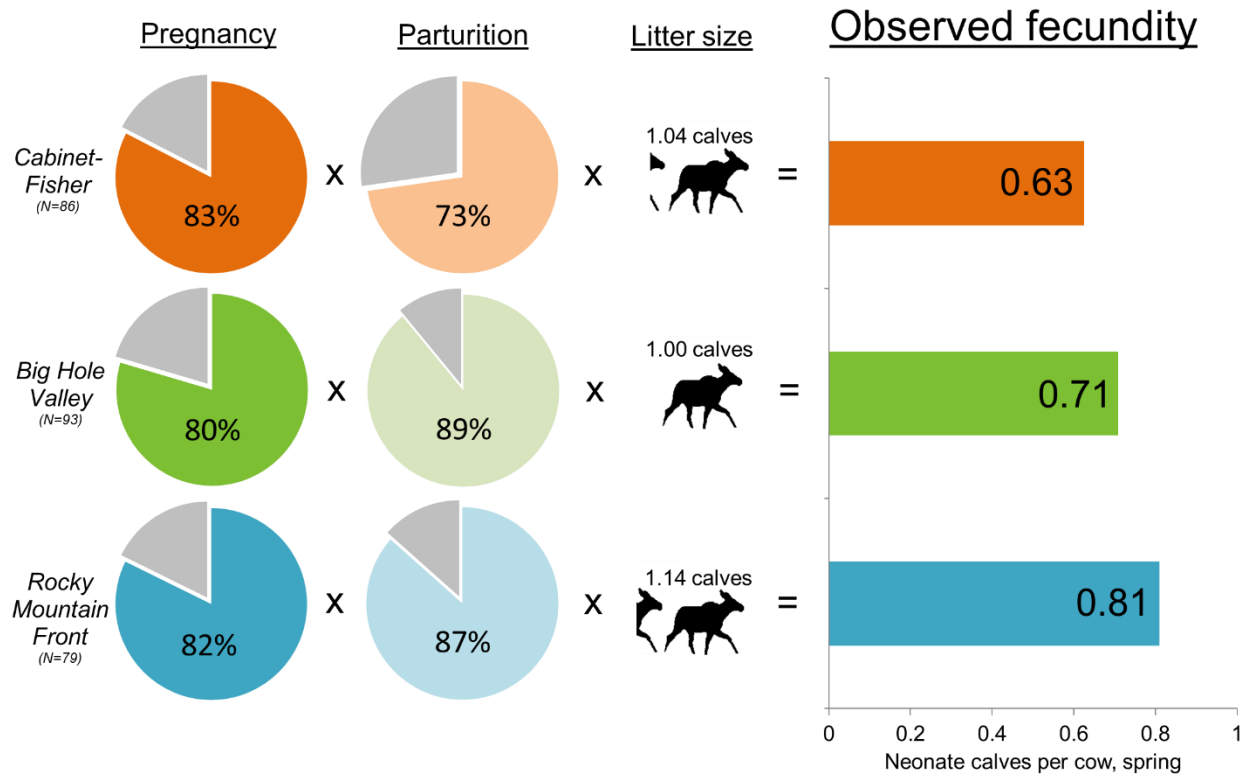 Pregnancy
Parturition
Litter size
Observed fecundity
Cabinet-
Fisher
(N=86)
83%
x
73%
x
1.04 calves
=
0.63
Big Hole
Valley
(N=93)
80%
x
89%
x
1.00 calves
=
0.71
Rocky
Mountain
Front
(N=79)
82%
x
87%
x
1.14 calves
=
0.81
0 0.2 0.4 0.6 0.8 1
Neonate calves per cow, spring